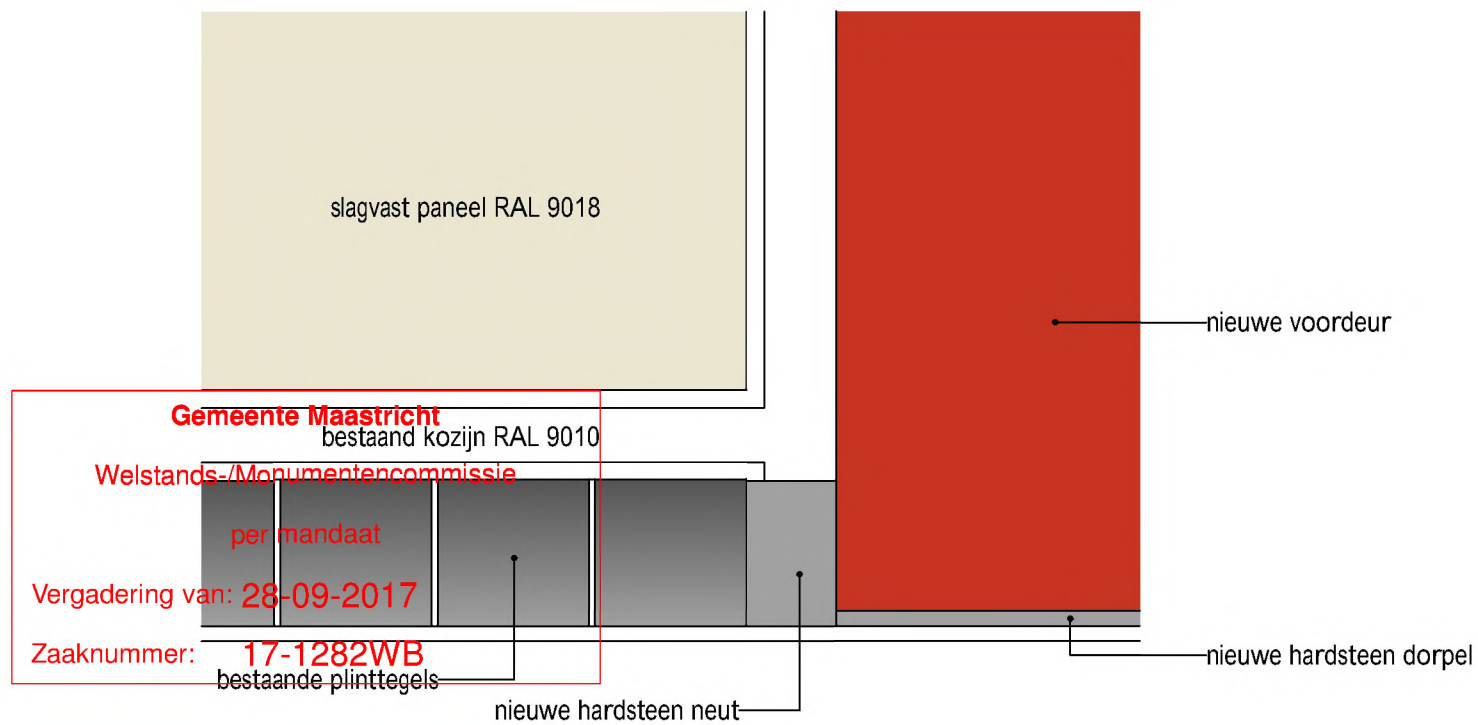 slagvast paneel RAL 9018
nieuwe voordeur
Gemeente Maastricht
bestaand kozijn RAL 9010
Welstands-/Monumentencommissie
per mandaat
Vergadering van: 28-09-2017
Zaaknummer: 17-1282WB
nieuwe hardsteen dorpel
bestaande plinttegels
nieuwe hardsteen neut